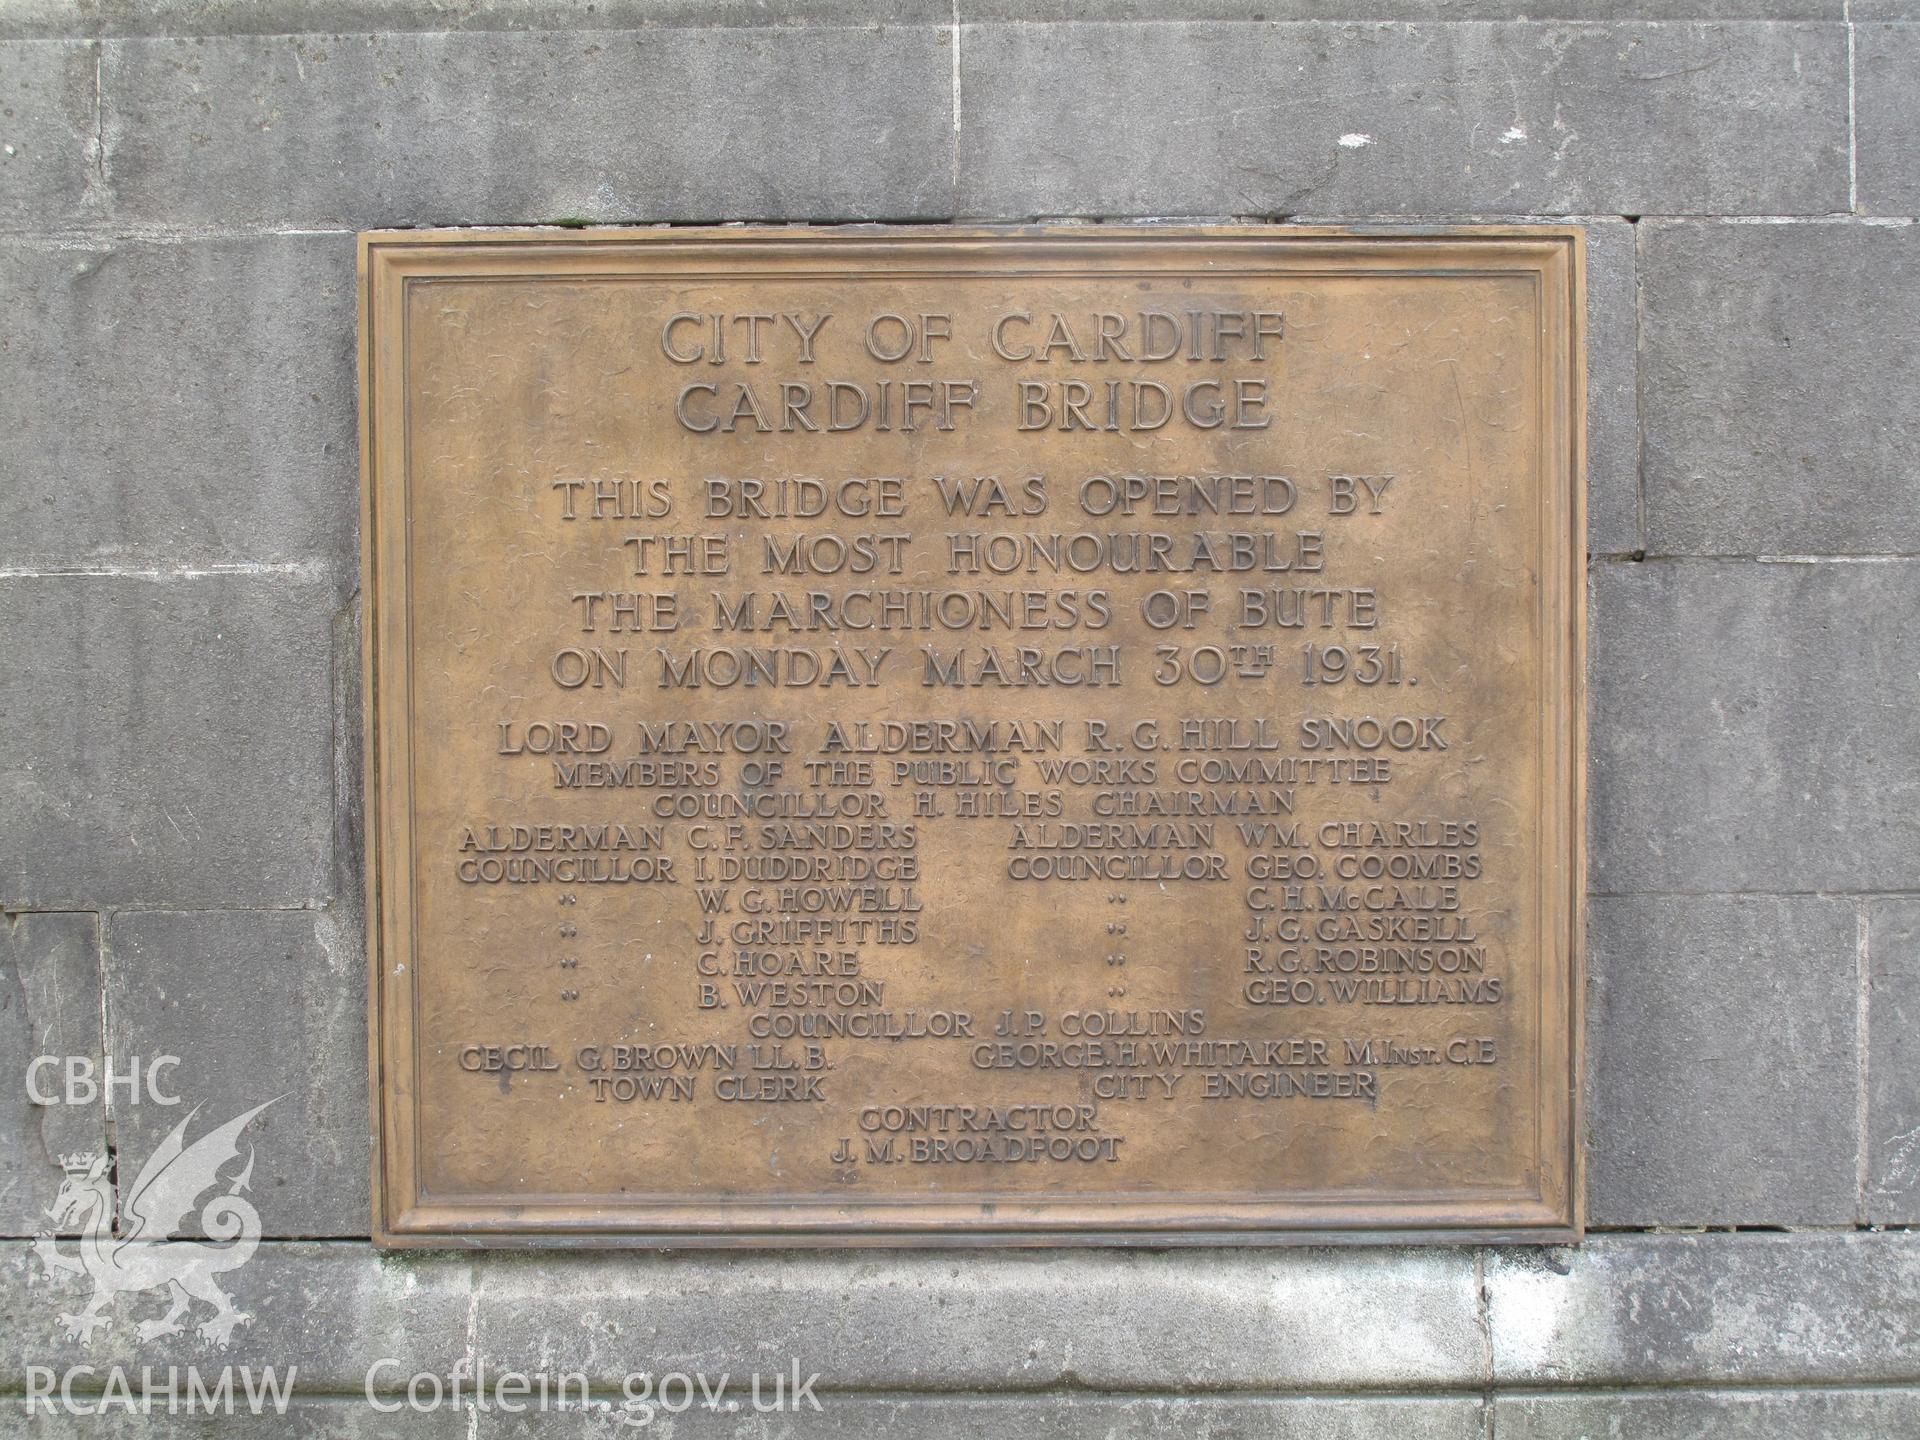 CITY OF CARDIFF
CARDIFF BRIDGE
THIS BRIDGE WAS OPENED BY
THE MOST HONOURABLE
THE MARCHIONESS OF BUTE
ON MONDAY MARCH 30TH 1931.
LORD MAYOR ALDERMAN R.G. HILL SNOOK
MEMBERS OF THE PUBLIC WORKS COMMITTEE
COUNCILLOR H. HILES CHAIRMAN
ALDERMAN C. F. SANDERS ALDERMAN WM. CHARLES
COUNCILLOR I. DUDDRIDGE COUNCILLOR GEO. COOMBS
" W. G. HOWELL " C. H. McCALE
" J. GRIFFITHS " J. G. GASKELL
" C. HOARE " R. G. ROBINSON
" B. WESTON " GEO. WILLIAMS
COUNCILLOR J. P. COLLINS
CECIL G. BROWN LL. B. GEORGE. H. WHITAKER M. INST. C.E
TOWN CLERK CITY ENGINEER
CONTRACTOR
J. M. BROADFOOT
CBHC
RCAHMW Coflein.gov.uk